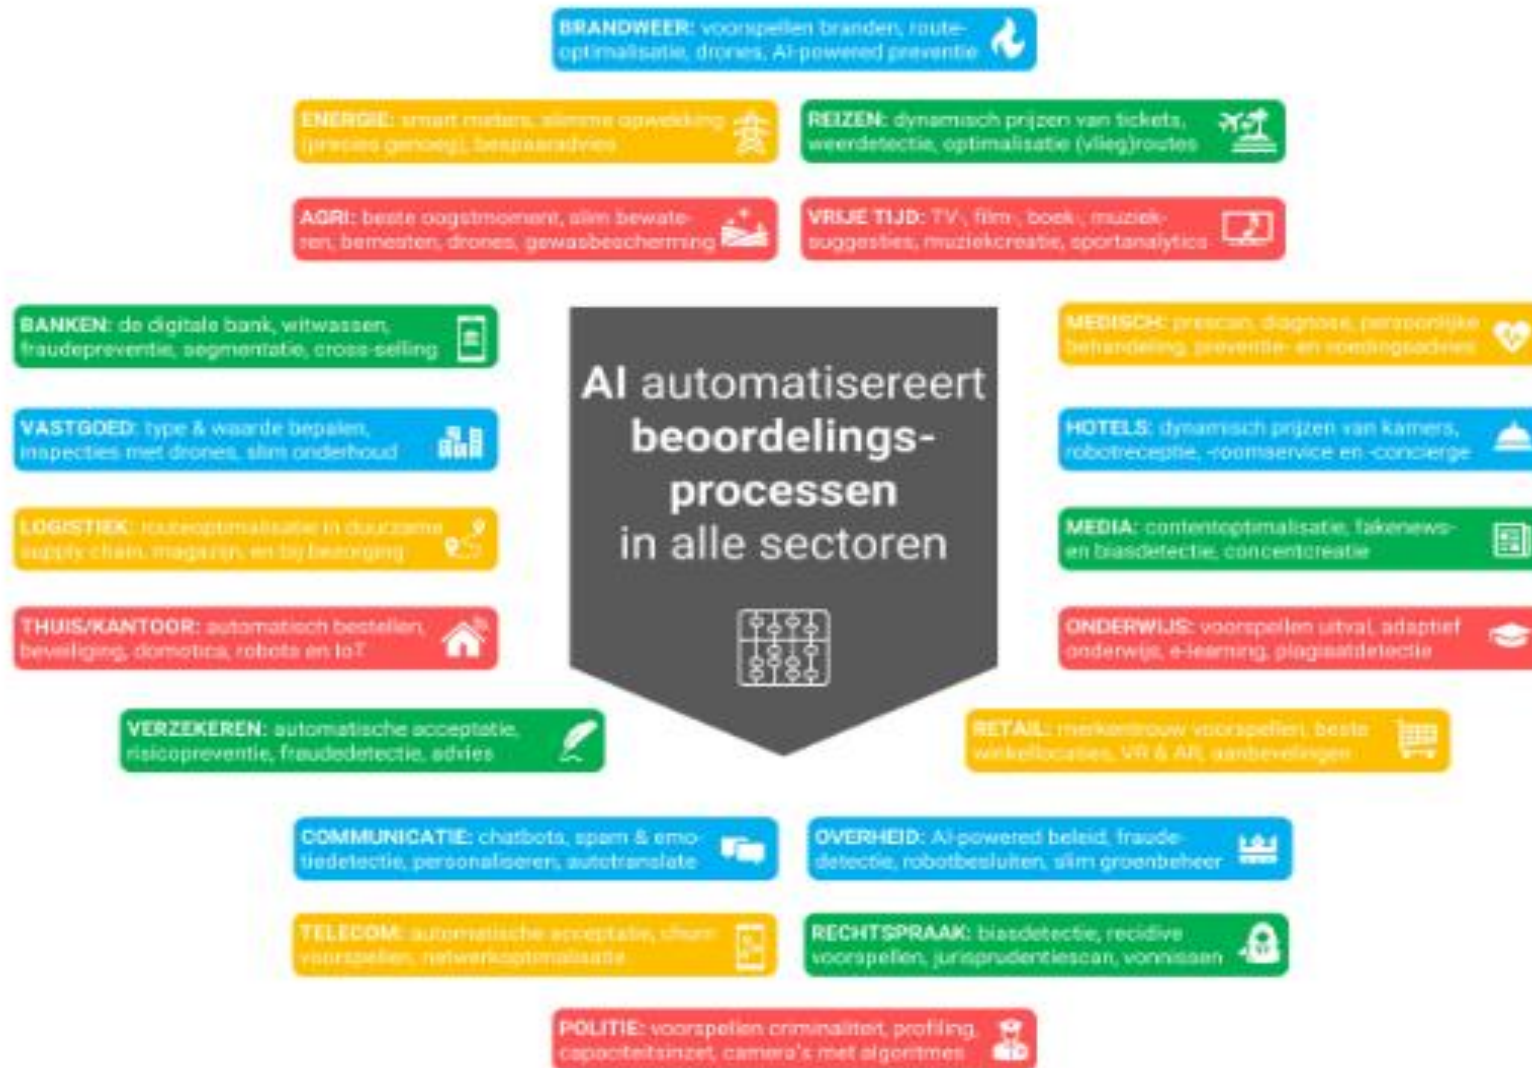 BRANDWEER: voorspellen branden, route-
optimalisatie, drones, AI-powered preventie
ENERGIE: smart meters, slimme opwekking
(precies genoeg), bespaaradvies
REIZEN: dynamisch prijzen van tickets,
weerdetectie, optimalisatie (vlieg)routes
AGRI: beste oogstmoment, slim bewate-
ren, bemesten, drones, gewasbescherming
VRIJE TIJD: TV-, film-, boek-, muziek-
suggesties, muziekcreatie, sportanalytics
BANKEN: de digitale bank, witwassen,
fraudepreventie, segmentatie, cross-selling
MEDISCH: prescan, diagnose, persoonlijke
behandeling, preventie- en voedingsadvies
AI automatisereert
beoordelings-
processen
in alle sectoren
VASTGOED: type & waarde bepalen,
inspecties met drones, slim onderhoud
HOTELS: dynamisch prijzen van kamers,
robotreceptie, -roomservice en -concierge
LOGISTIEK: routeoptimalisatie in duurzame
supply chain, magazijn, en bij bezorging
MEDIA: contentoptimalisatie, fakenews-
en biasdetectie, concentcreatie
THUIS/KANTOOR: automatisch bestellen,
beveiliging, domotica, robots en IoT
ONDERWIJS: voorspellen uitval, adaptief
onderwijs, e-learning, plagiaatdetectie
VERZEKEREN: automatische acceptatie,
risicopreventie, fraudedetectie, advies
RETAIL: merkentrouw voorspellen, beste
winkellocaties, VR & AR, aanbevelingen
COMMUNICATIE: chatbots, spam & emo-
tiedetectie, personaliseren, autotranslate
OVERHEID: AI-powered beleid, fraude-
detectie, robotbesluiten, slim groenbeheer
TELECOM: automatische acceptatie, churn
voorspellen, netwerkoptimalisatie
RECHTSPRAAK: biasdetectie, recidive
voorspellen, jurisprudentiescan, vonnissen
POLITIE: voorspellen criminaliteit, profiling,
capaciteitsinzet, camera's met algoritmes